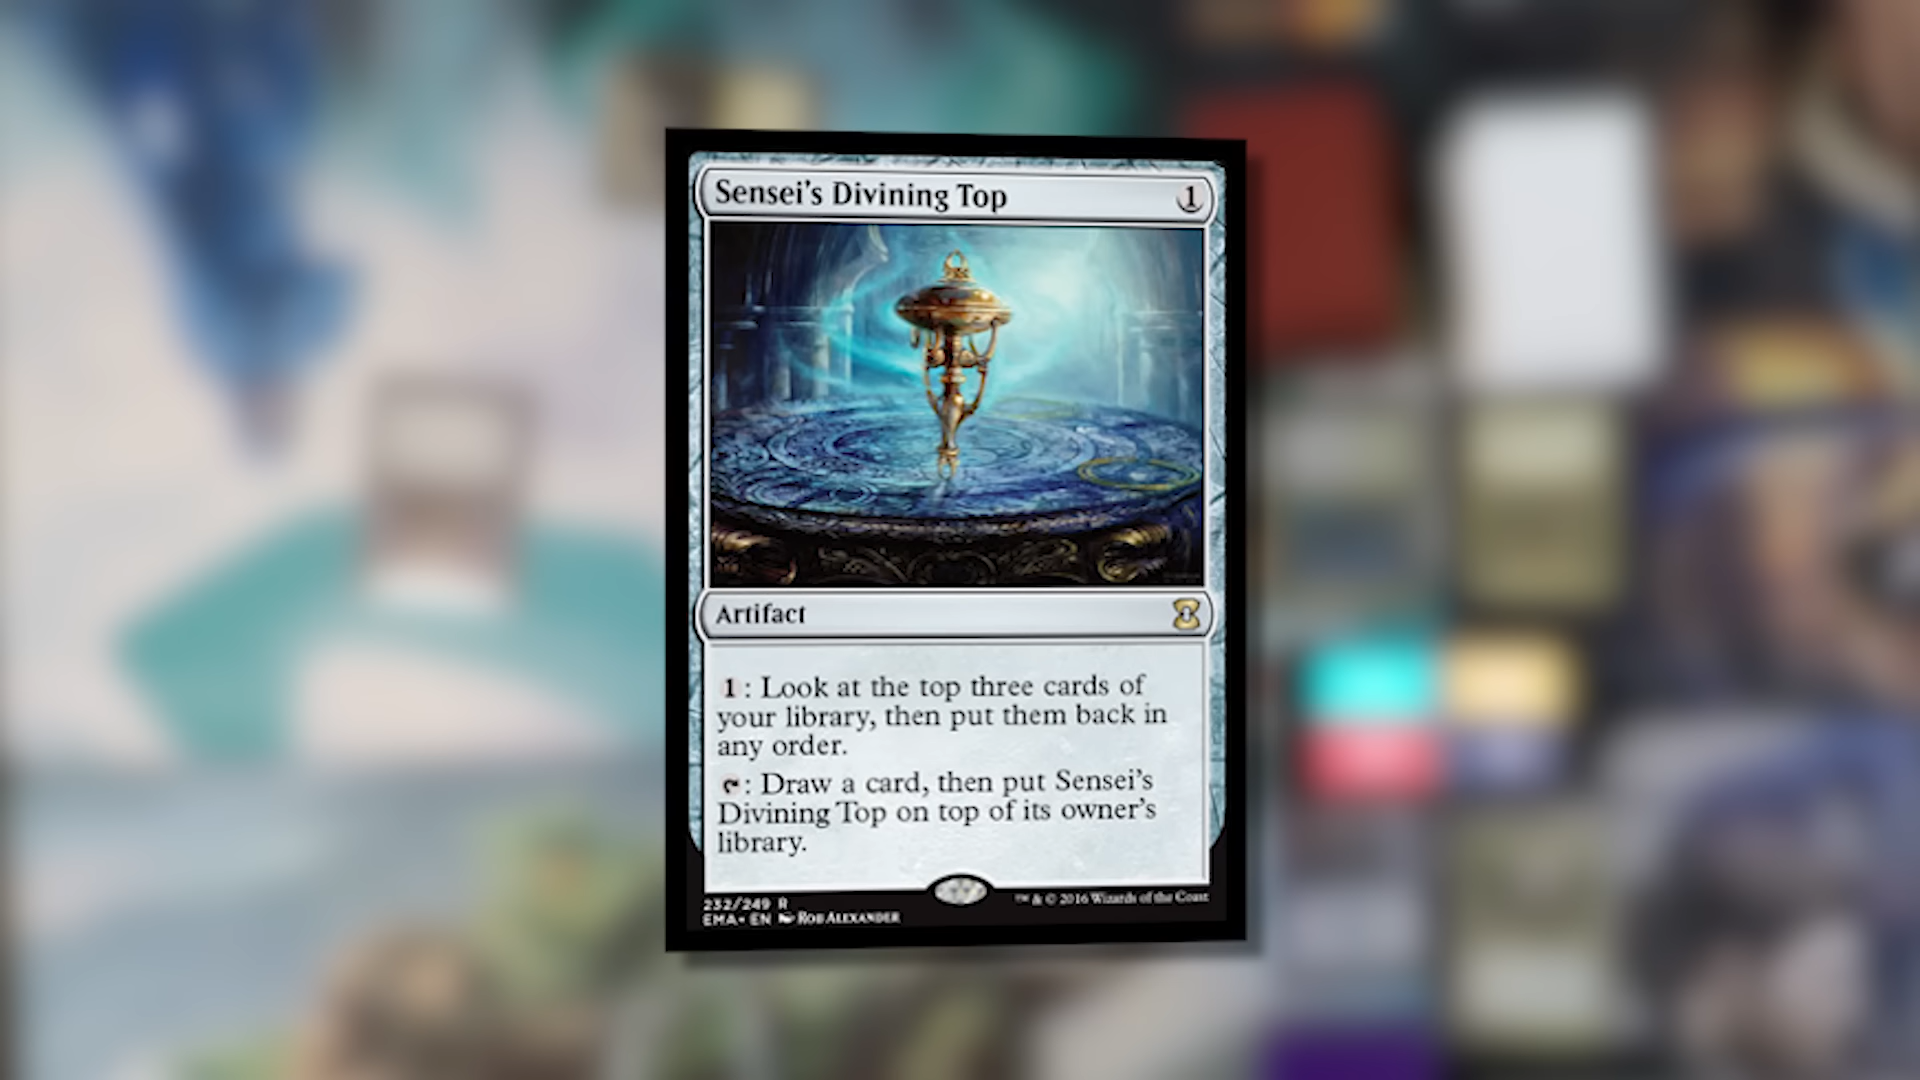 Sensei's Divining Top 1
Artifact
1: Look at the top three cards of
your library, then put them back in
any order.
: Draw a card, then put Sensei's
Divining Top on top of its owner's
library.
232/249 R
EMA • EN Rob Alexander
™ & © 2016 Wizards of the Coast